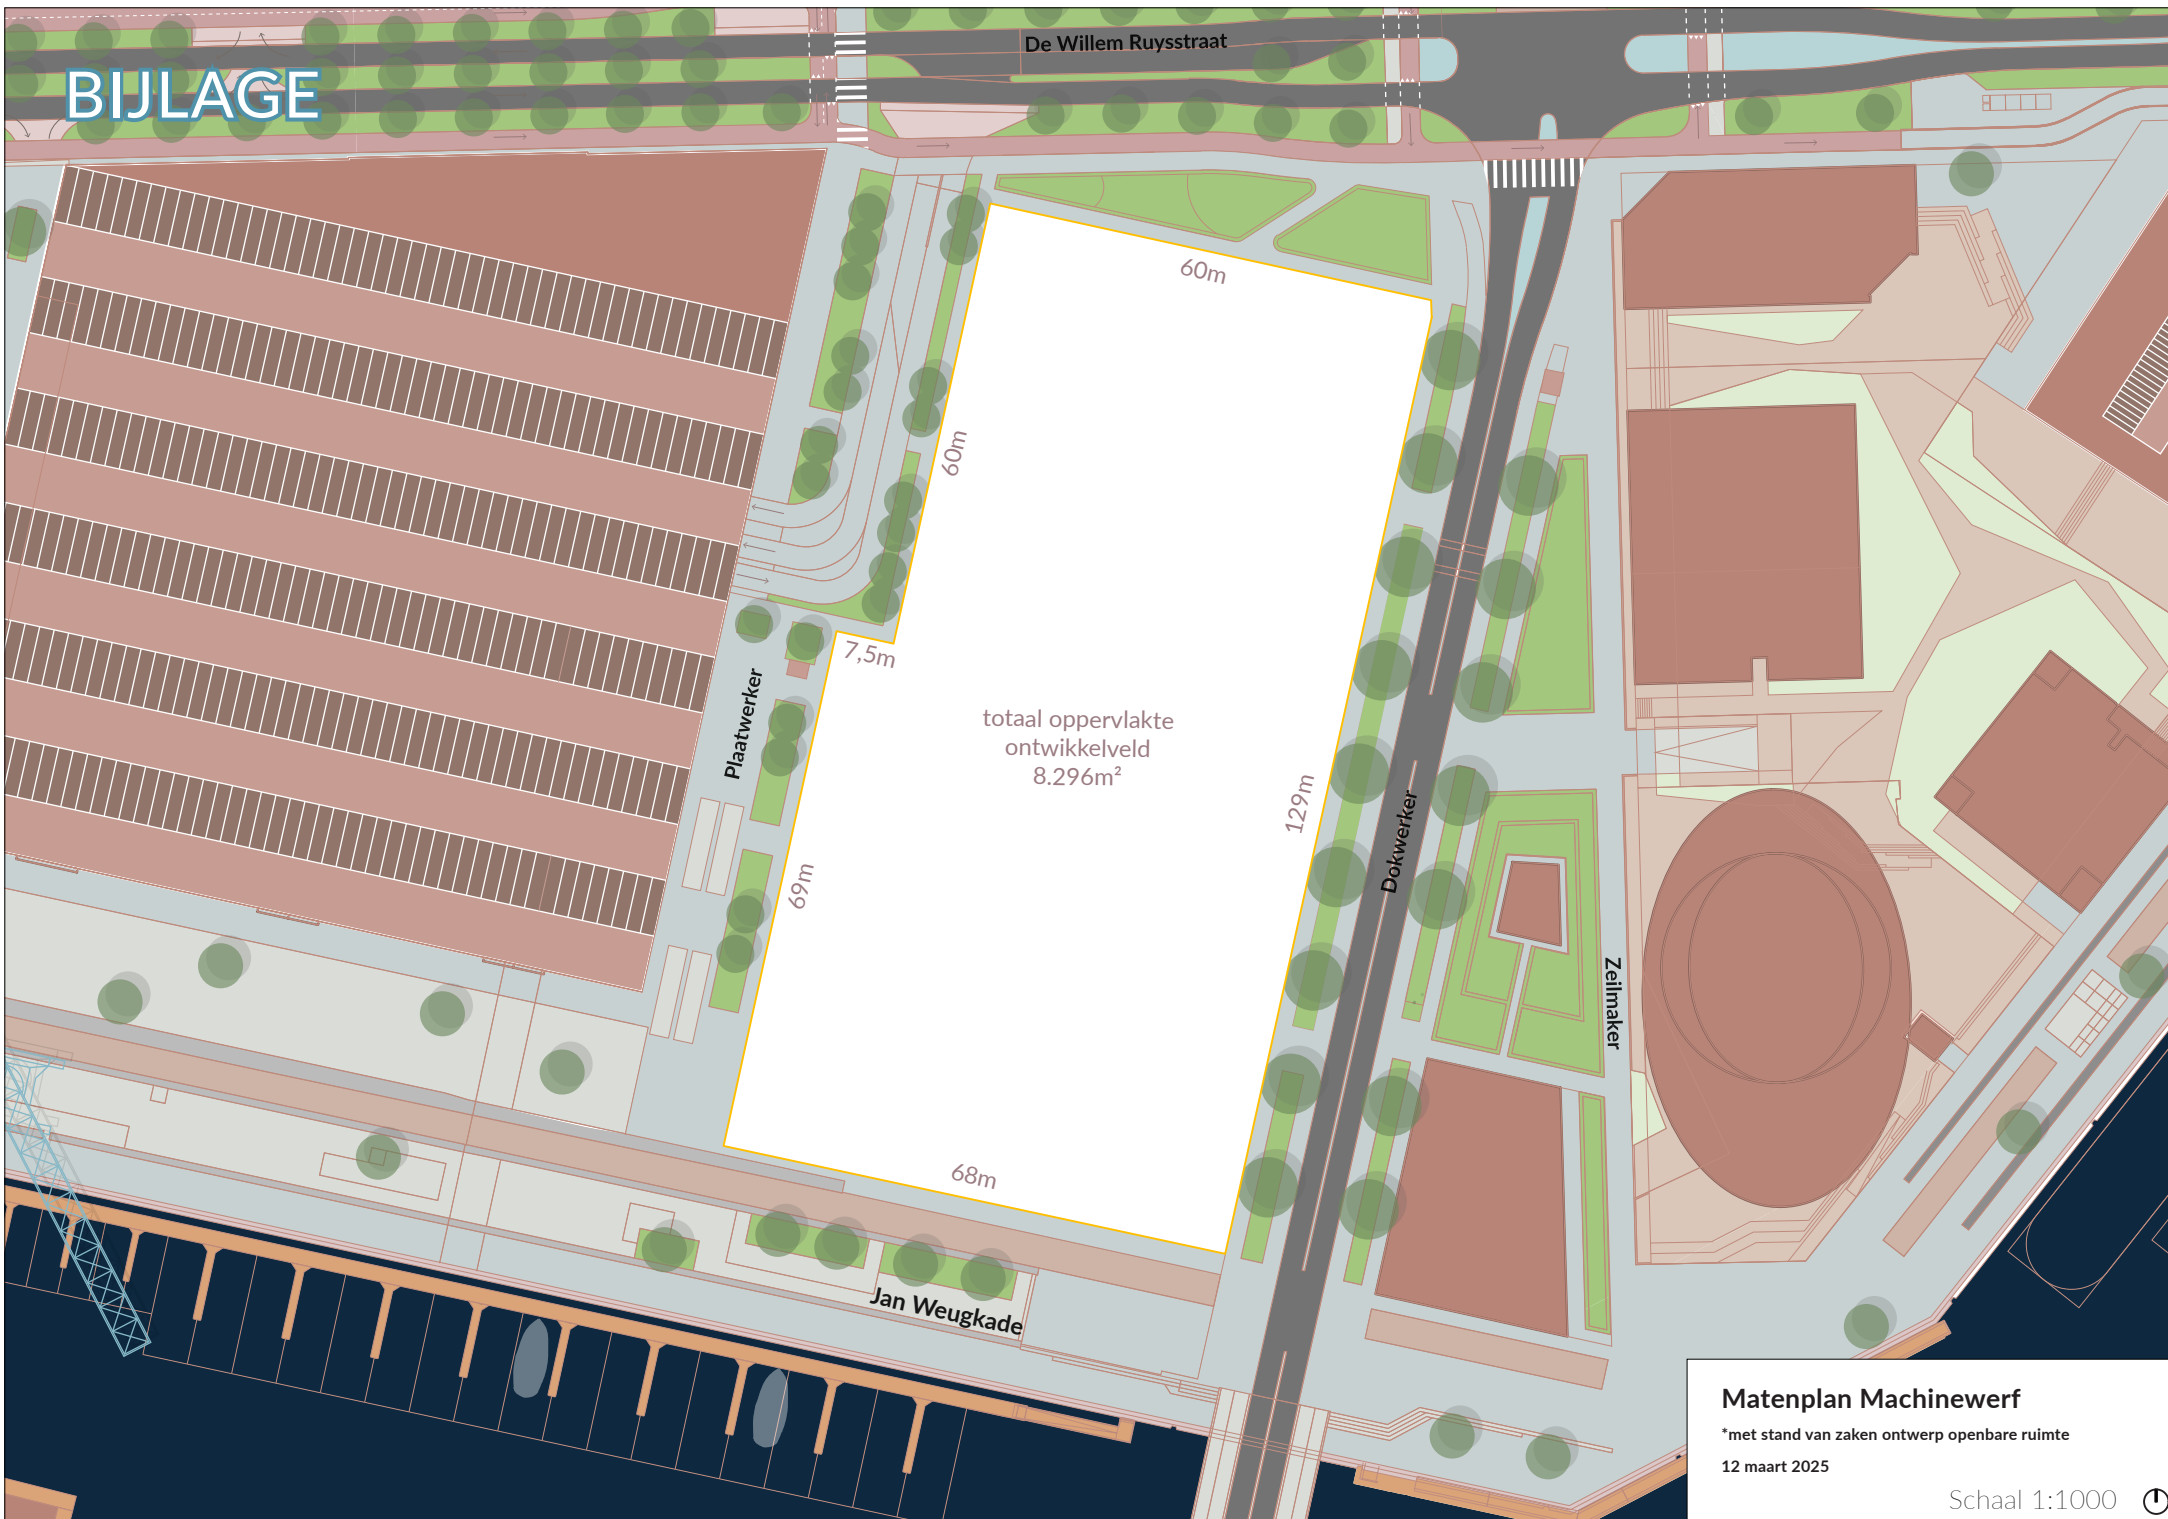 De Willem Ruysstraat
BIJLAGE
60m
60m
7,5m
Plaatwerker
totaal oppervlakte
ontwikkelveld
8.296m²
129m
Dokwerker
69m
Zeilmaker
68m
Jan Weugkade
Matenplan Machinewerf
*met stand van zaken ontwerp openbare ruimte
12 maart 2025
Schaal 1:1000